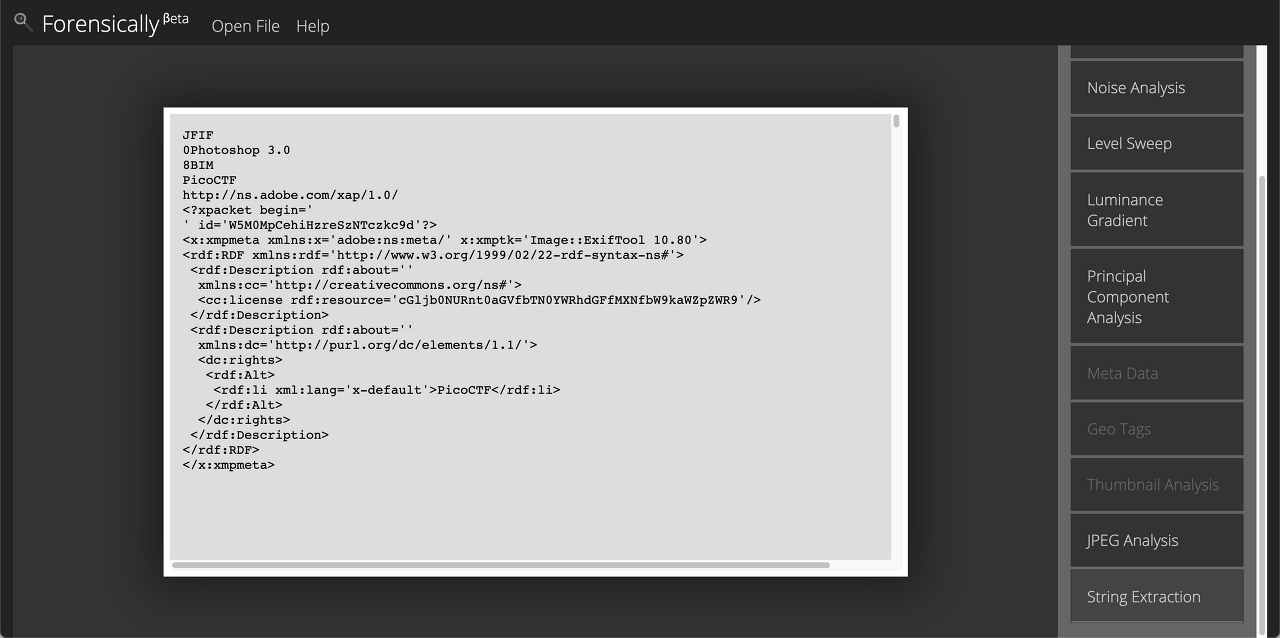 Forensically βeta Open File Help
JFIF
0Photoshop 3.0
8BIM
PicoCTF
http://ns.adobe.com/xap/1.0/
<?xpacket begin='
' id='W5M0MpCehiHzreSzNTczkc9d'?>
<x:xmpmeta xmlns:x='adobe:ns:meta/' x:xmptk='Image::ExifTool 10.80'>
<rdf:RDF xmlns:rdf='http://www.w3.org/1999/02/22-rdf-syntax-ns#'>
<rdf:Description rdf:about=''
xmlns:cc='http://creativecommons.org/ns#'>
<cc:license rdf:resource='cGljb0NURnt0aGVfbTN0YWRhdGFfMXNfbW9kaWZpZWR9'/>
</rdf:Description>
<rdf:Description rdf:about=''
xmlns:dc='http://purl.org/dc/elements/1.1/'>
<dc:rights>
<rdf:Alt>
<rdf:li xml:lang='x-default'>PicoCTF</rdf:li>
</rdf:Alt>
</dc:rights>
</rdf:Description>
</rdf:RDF>
</x:xmpmeta>
Noise Analysis
Level Sweep
Luminance
Gradient
Principal
Component
Analysis
Meta Data
Geo Tags
Thumbnail Analysis
JPEG Analysis
String Extraction